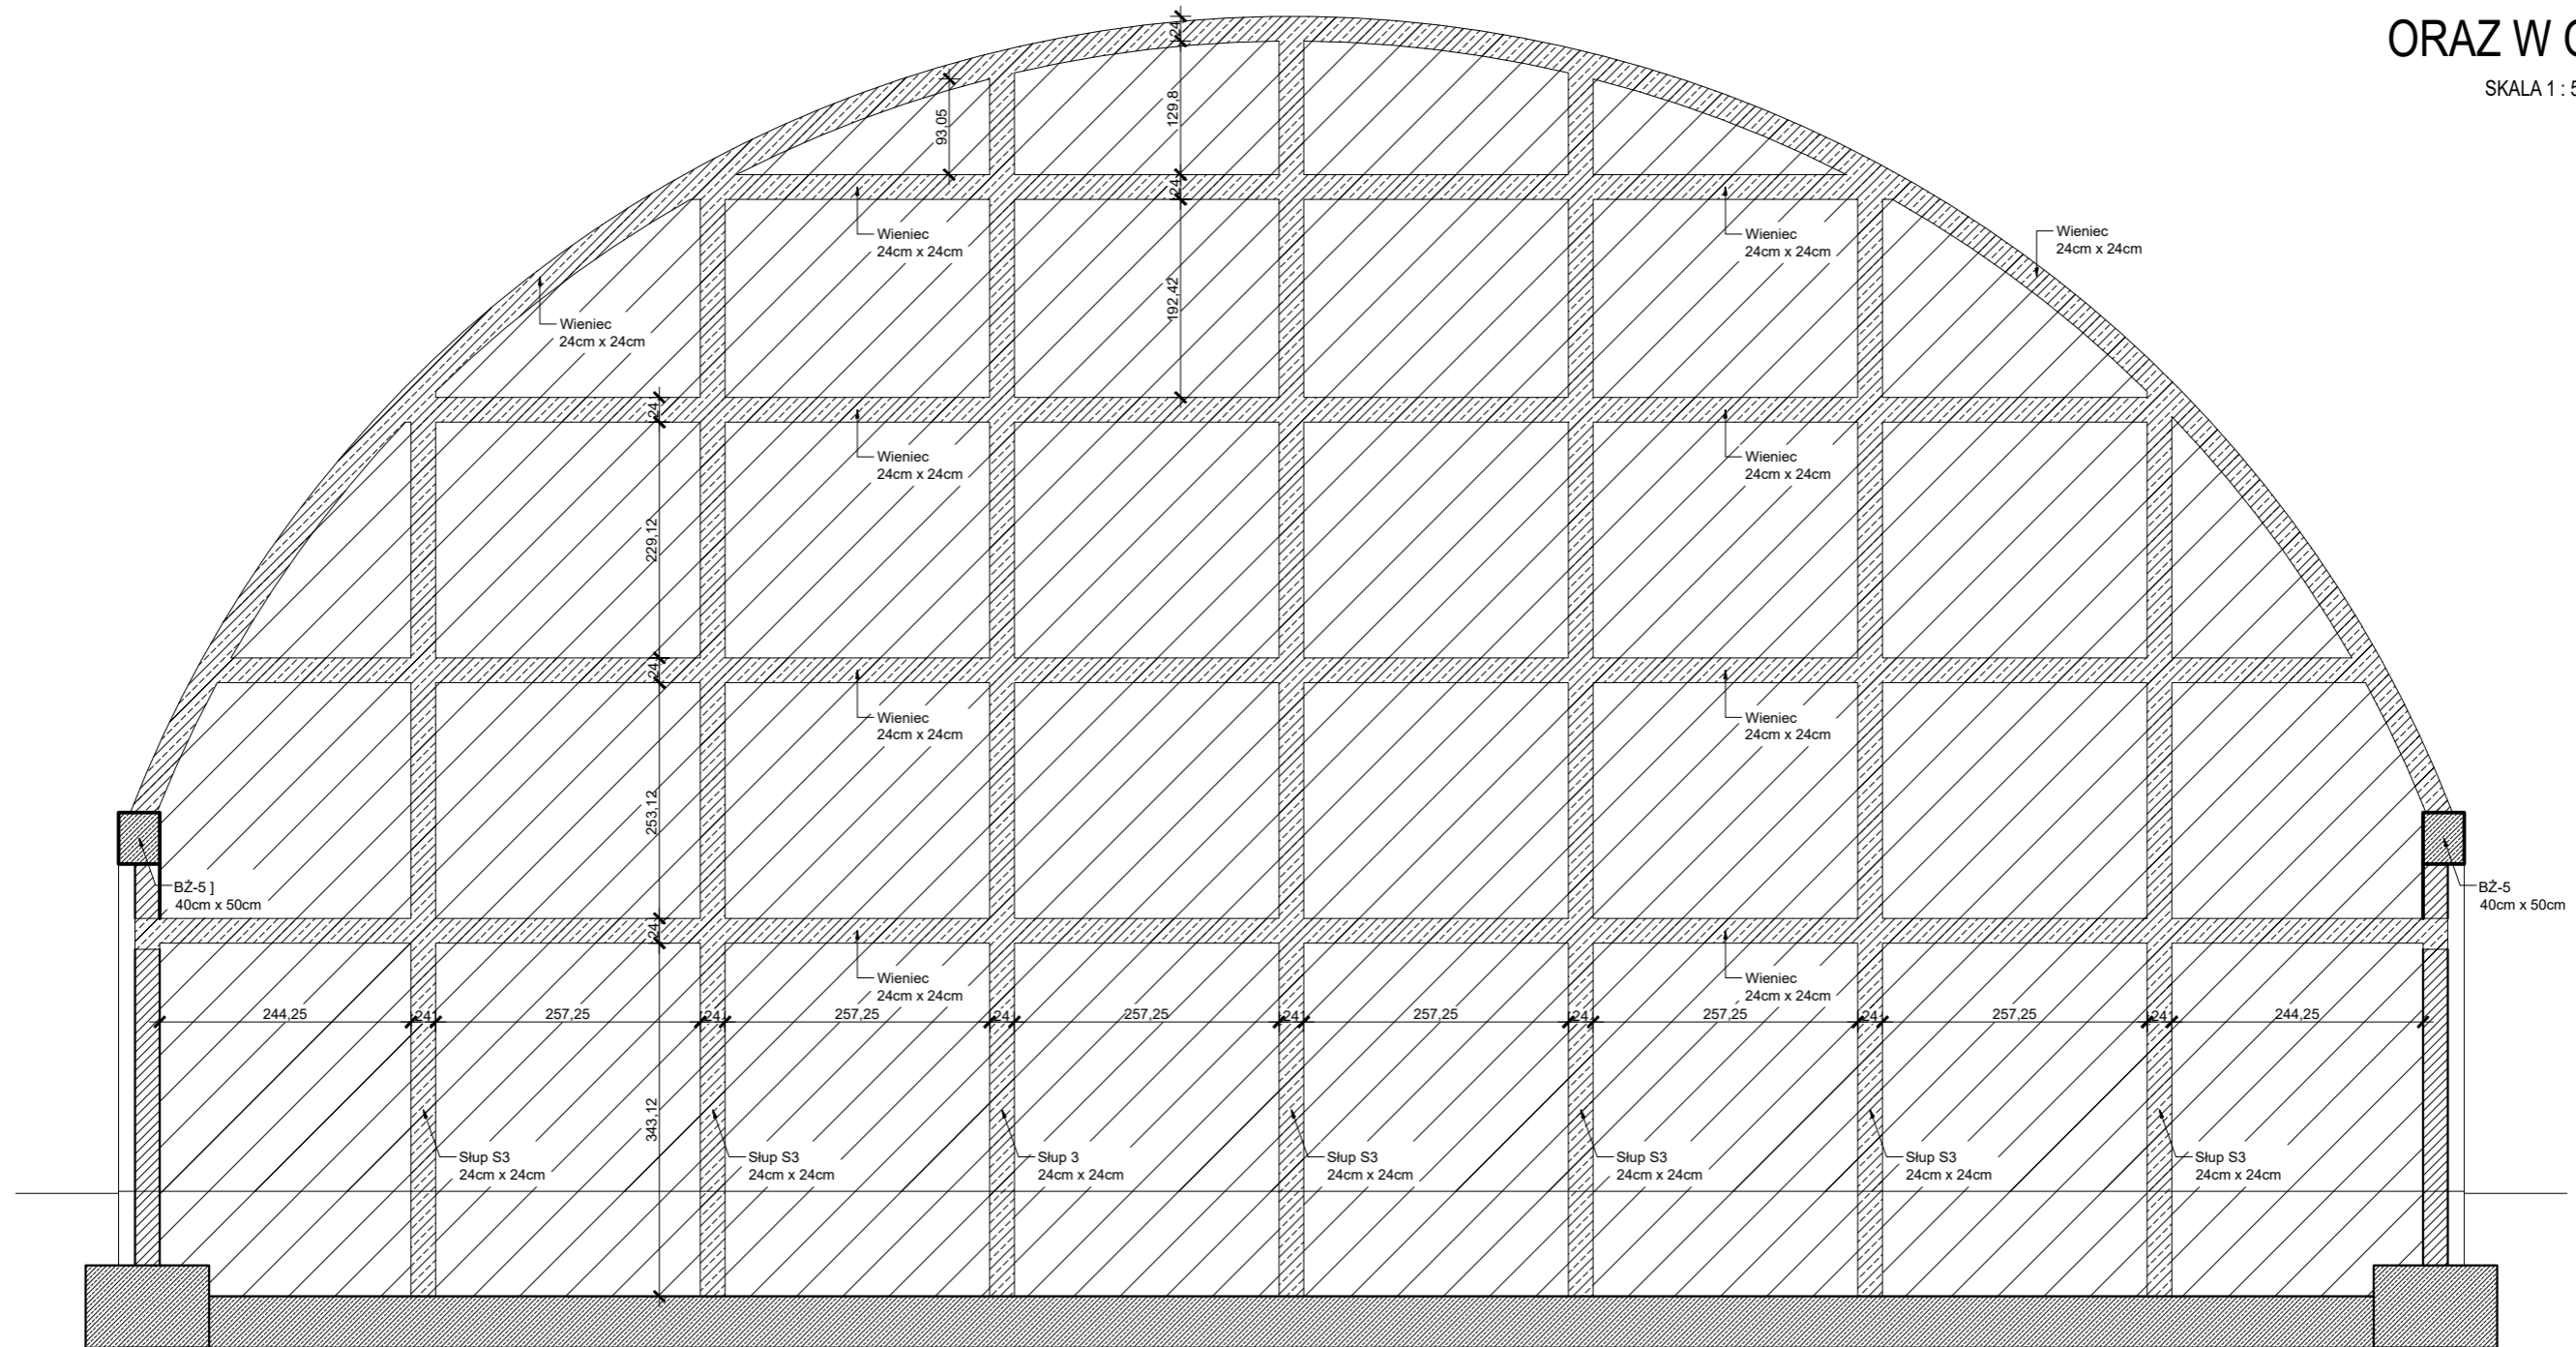 ORAZ W
SKALA 1 : 5
24
93,05
129,8
24
Wieniec
24cm x 24cm
Wieniec
24cm x 24cm
Wieniec
24cm x 24cm
192,42
Wieniec
24cm x 24cm
24
Wieniec
24cm x 24cm
Wieniec
24cm x 24cm
229,12
24
Wieniec
24cm x 24cm
Wieniec
24cm x 24cm
253,12
BŻ-5 ]
40cm x 50cm
BŻ-5
40cm x 50cm
24
Wieniec
24cm x 24cm
Wieniec
24cm x 24cm
244,25 24 257,25 24 257,25 24 257,25 24 257,25 24 257,25 24 257,25 24 244,25
343,12
Słup S3
24cm x 24cm
Słup S3
24cm x 24cm
Słup 3
24cm x 24cm
Słup S3
24cm x 24cm
Słup S3
24cm x 24cm
Słup S3
24cm x 24cm
Słup S3
24cm x 24cm